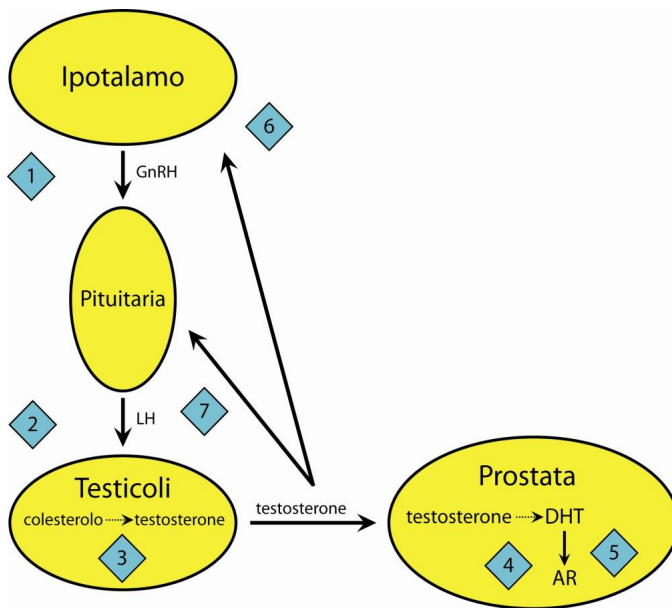 Ipotalamo
6
1
GnRH
Pituitaria
2
LH
7
Testicoli
colesterolo testosterone
3
testosterone
Prostata
testosterone DHT
4
5
AR